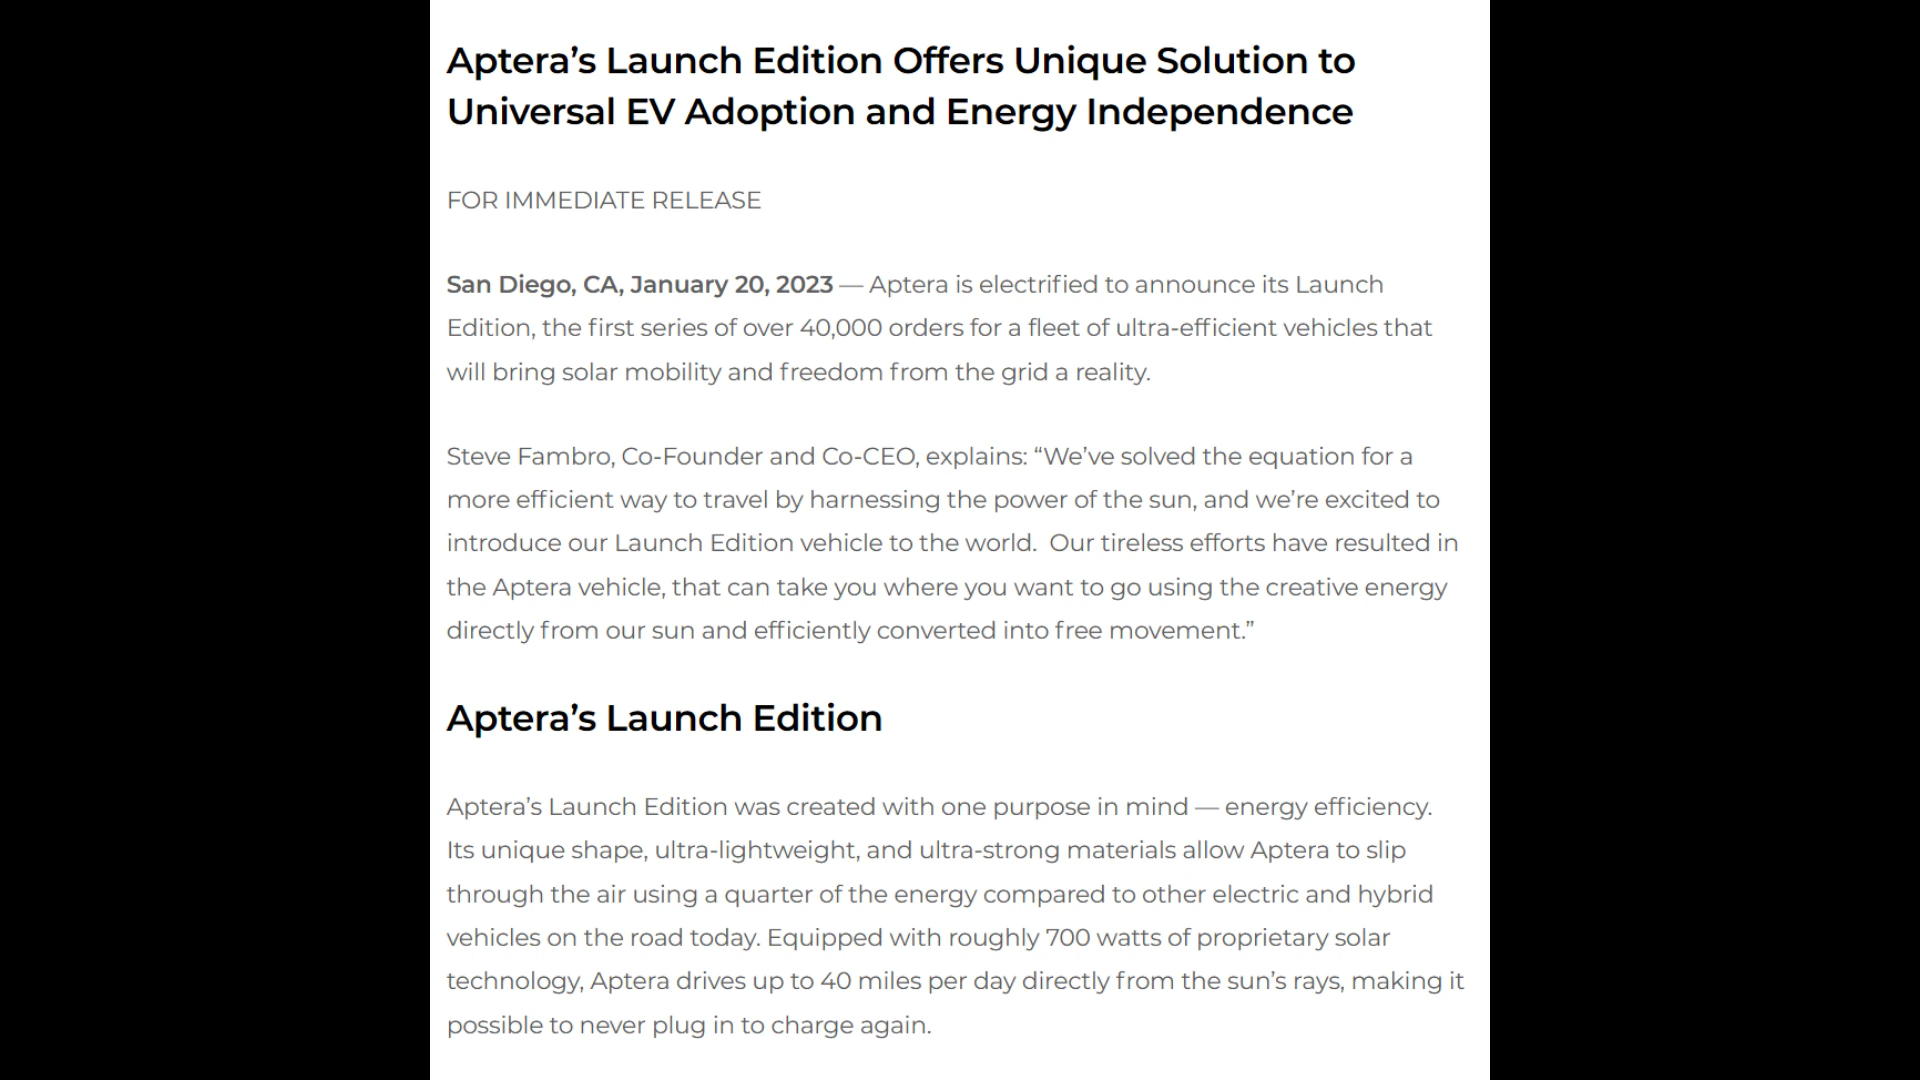 Aptera’s Launch Edition Offers Unique Solution to
Universal EV Adoption and Energy Independence
FOR IMMEDIATE RELEASE
San Diego, CA, January 20, 2023 — Aptera is electrified to announce its Launch
Edition, the first series of over 40,000 orders for a fleet of ultra-efficient vehicles that
will bring solar mobility and freedom from the grid a reality.
Steve Fambro, Co-Founder and Co-CEO, explains: “We’ve solved the equation for a
more efficient way to travel by harnessing the power of the sun, and we’re excited to
introduce our Launch Edition vehicle to the world.  Our tireless efforts have resulted in
the Aptera vehicle, that can take you where you want to go using the creative energy
directly from our sun and efficiently converted into free movement.”
Aptera’s Launch Edition
Aptera’s Launch Edition was created with one purpose in mind — energy efficiency.
Its unique shape, ultra-lightweight, and ultra-strong materials allow Aptera to slip
through the air using a quarter of the energy compared to other electric and hybrid
vehicles on the road today. Equipped with roughly 700 watts of proprietary solar
technology, Aptera drives up to 40 miles per day directly from the sun’s rays, making it
possible to never plug in to charge again.